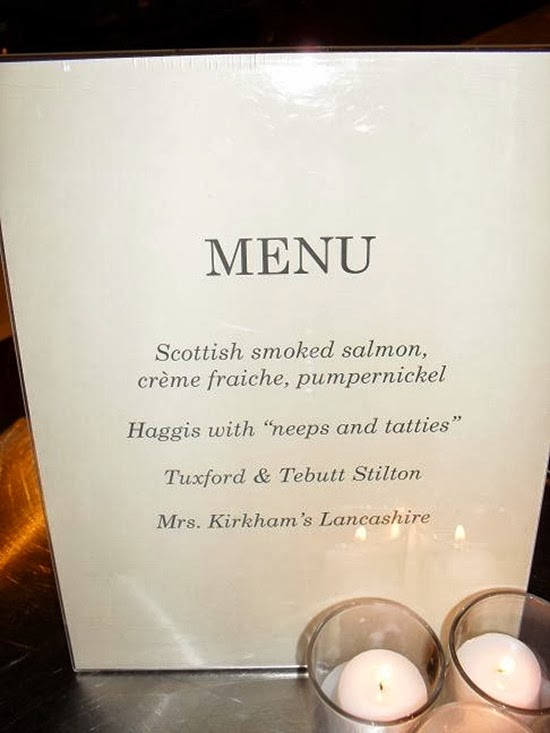 MENU
Scottish smoked salmon,
crème fraiche, pumpernickel
Haggis with “neeps and tatties”
Tuxford & Tebutt Stilton
Mrs. Kirkham’s Lancashire